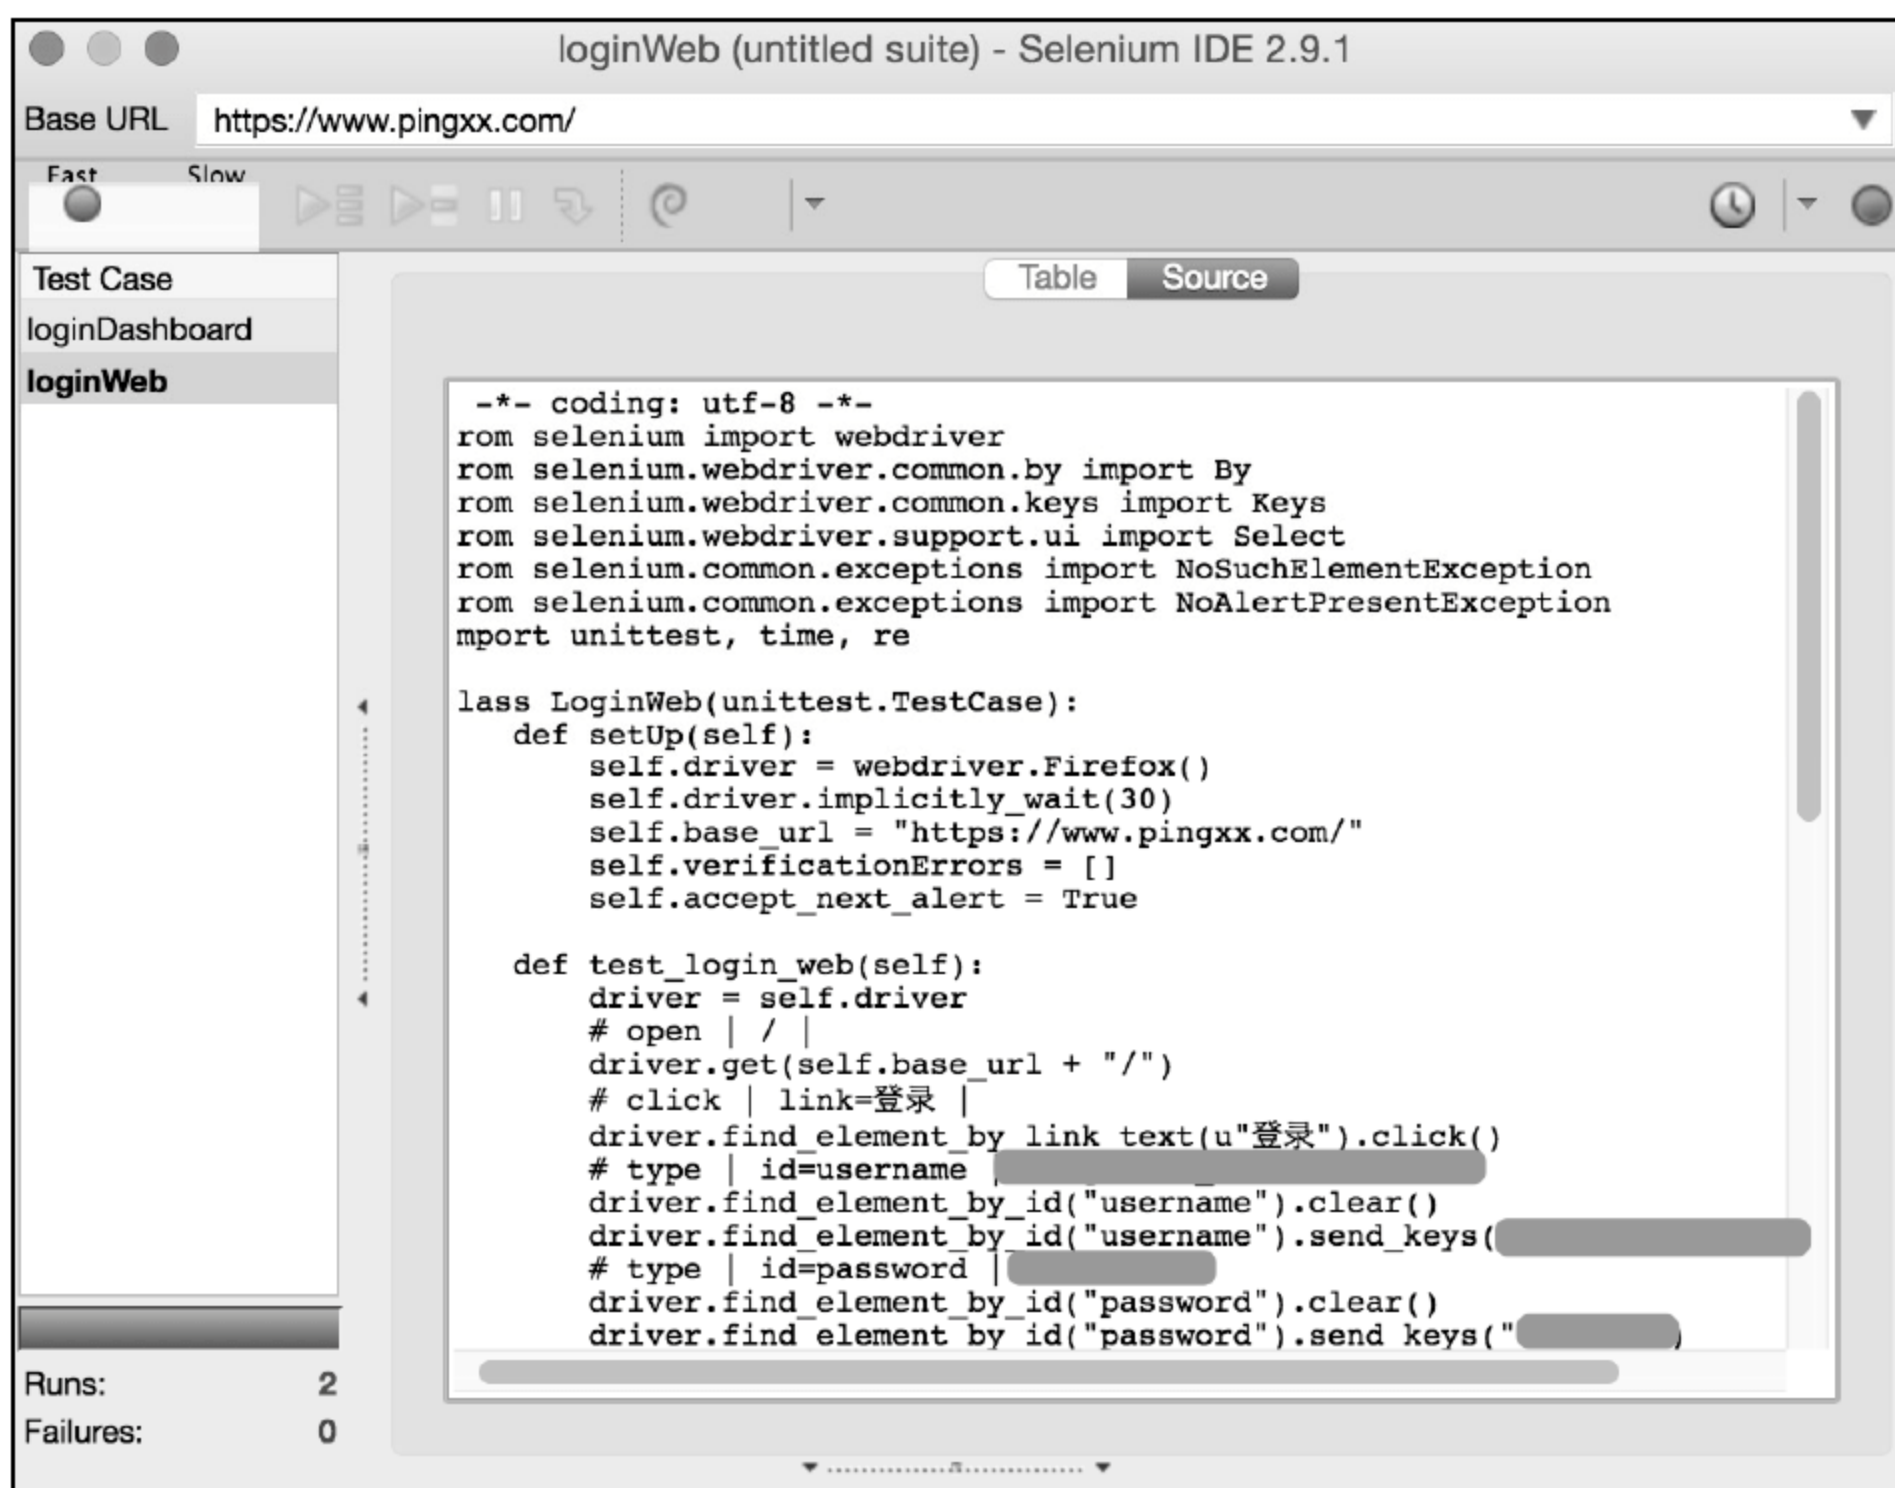 loginWeb (untitled suite) - Selenium IDE 2.9.1
Base URL https://www.pingxx.com/
Fast Slow
Test Case
loginDashboard
loginWeb
Table Source
-*- coding: utf-8 -*-
rom selenium import webdriver
rom selenium.webdriver.common.by import By
rom selenium.webdriver.common.keys import Keys
rom selenium.webdriver.support.ui import Select
rom selenium.common.exceptions import NoSuchElementException
rom selenium.common.exceptions import NoAlertPresentException
mport unittest, time, re
lass LoginWeb(unittest.TestCase):
def setUp(self):
self.driver = webdriver.Firefox()
self.driver.implicitly_wait(30)
self.base_url = "https://www.pingxx.com/"
self.verificationErrors = []
self.accept_next_alert = True
def test_login_web(self):
driver = self.driver
# open | / |
driver.get(self.base_url + "/")
# click | link=登录 |
driver.find_element_by_link_text(u"登录").click()
# type | id=username |
driver.find_element_by_id("username").clear()
driver.find_element_by_id("username").send_keys(
# type | id=password |
driver.find_element_by_id("password").clear()
driver.find_element_by_id("password").send_keys("
Runs: 2
Failures: 0